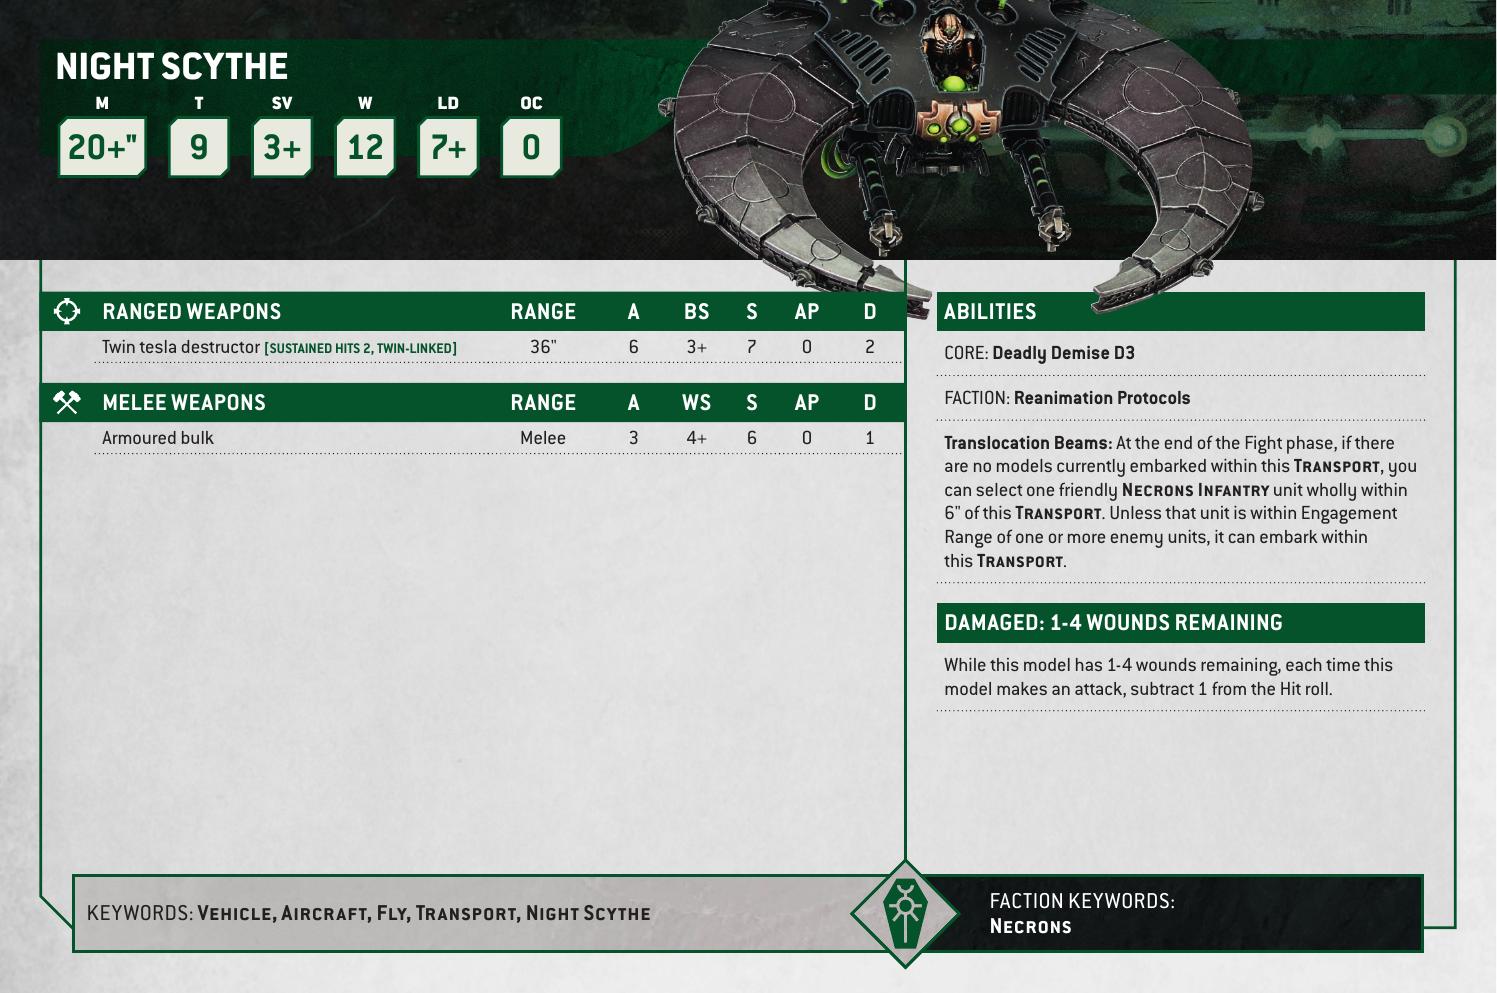 NIGHT SCYTHE
M T SV W LD OC
20+" 9 3+ 12 7+ 0
RANGED WEAPONS RANGE A BS S AP D
Twin tesla destructor [SUSTAINED HITS 2, TWIN-LINKED] 36" 6 3+ 7 0 2
MELEE WEAPONS RANGE A WS S AP D
Armoured bulk Melee 3 4+ 6 0 1
ABILITIES
CORE: Deadly Demise D3
FACTION: Reanimation Protocols
Translocation Beams: At the end of the Fight phase, if there
are no models currently embarked within this TRANSPORT, you
can select one friendly NECRONS INFANTRY unit wholly within
6" of this TRANSPORT. Unless that unit is within Engagement
Range of one or more enemy units, it can embark within
this TRANSPORT.
DAMAGED: 1-4 WOUNDS REMAINING
While this model has 1-4 wounds remaining, each time this
model makes an attack, subtract 1 from the Hit roll.
KEYWORDS: VEHICLE, AIRCRAFT, FLY, TRANSPORT, NIGHT SCYTHE
FACTION KEYWORDS:
NECRONS